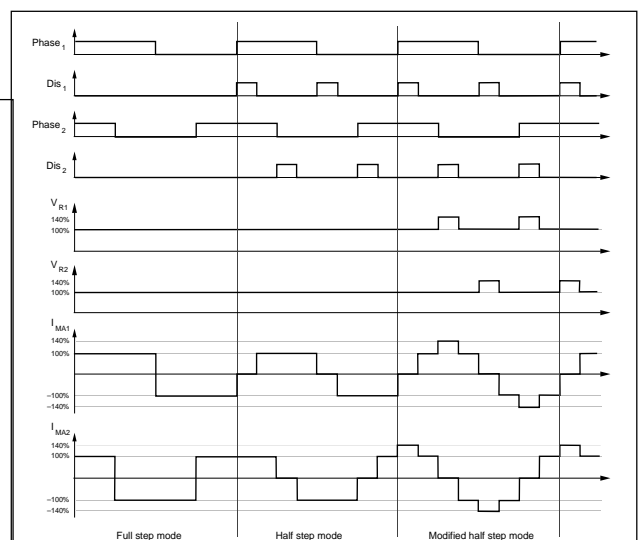 Phase1
Dis1
Phase2
Dis2
VR1
140%
100%
VR2
140%
100%
IMA1
140%
100%
–100%
–140%
IMA2
140%
100%
–100%
–140%
Full step mode Half step mode Modified half step mode